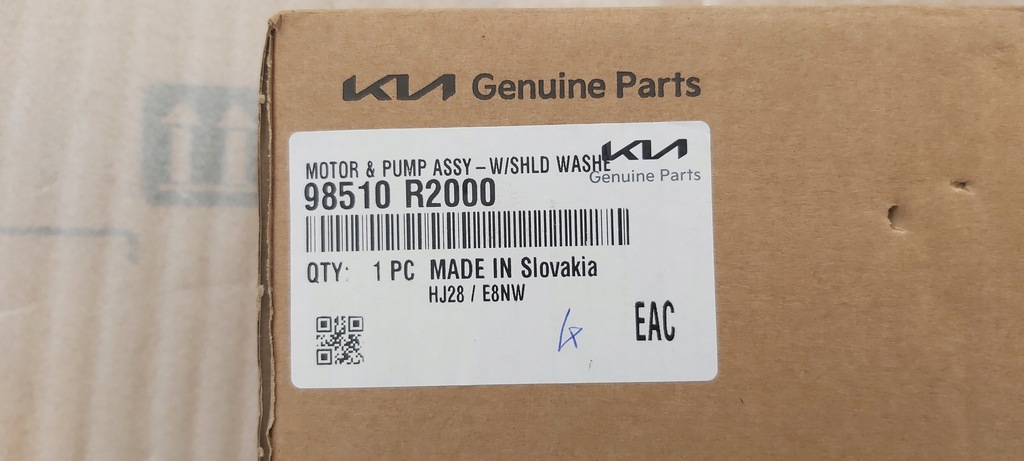 KIA Genuine Parts
KIA
Genuine Parts
MOTOR & PUMP ASSY-W/SHLD WASHE
98510 R2000
QTY: 1 PC MADE IN Slovakia
HJ28 / E8NW
4
EAC